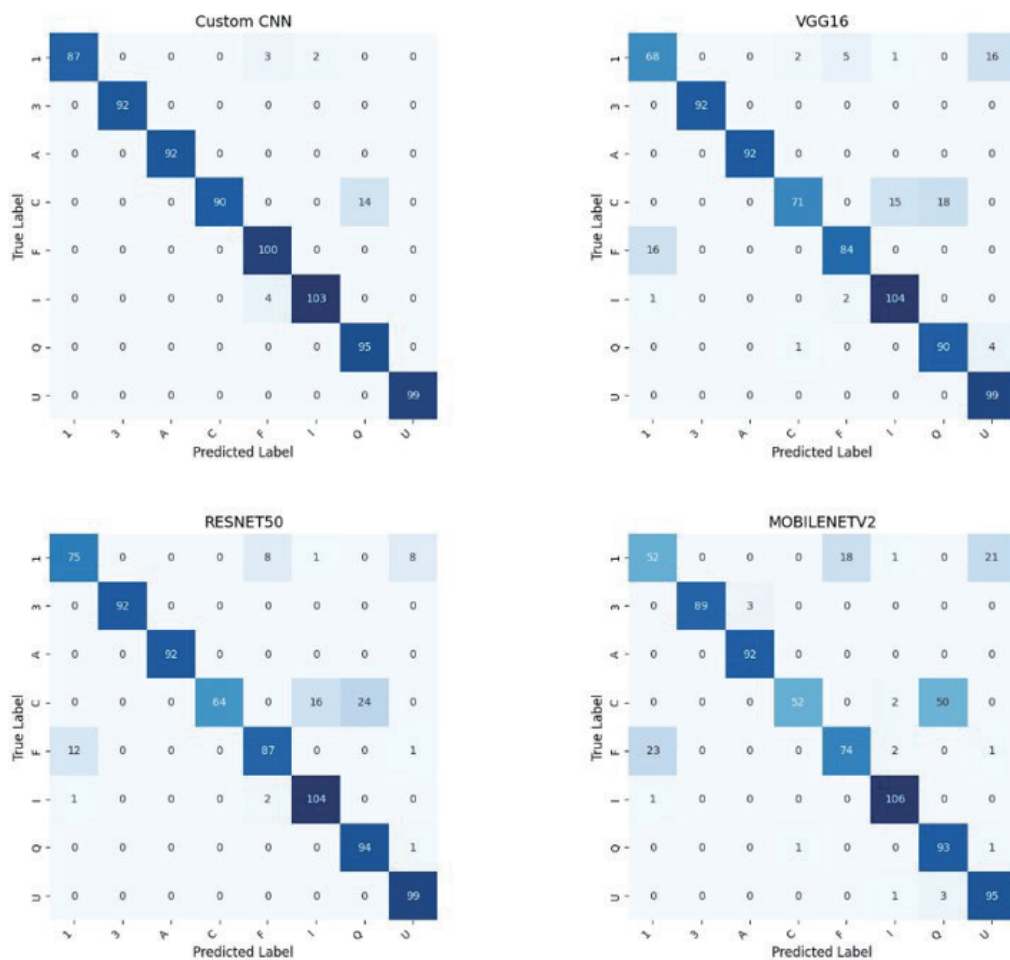 Custom CNN
True Label
1 87 0 0 0 3 2 0 0
3 0 92 0 0 0 0 0 0
A 0 0 92 0 0 0 0 0
C 0 0 0 90 0 0 14 0
F 0 0 0 0 100 0 0 0
I 0 0 0 0 4 103 0 0
Q 0 0 0 0 0 0 95 0
U 0 0 0 0 0 0 0 99
1 3 A C F I Q U
Predicted Label
VGG16
True Label
1 68 0 0 2 5 1 0 16
3 0 92 0 0 0 0 0 0
A 0 0 92 0 0 0 0 0
C 0 0 0 71 0 15 18 0
F 16 0 0 0 84 0 0 0
I 1 0 0 0 2 104 0 0
Q 0 0 0 1 0 0 90 4
U 0 0 0 0 0 0 0 99
1 3 A C F I Q U
Predicted Label
RESNET50
True Label
1 75 0 0 0 8 1 0 8
3 0 92 0 0 0 0 0 0
A 0 0 92 0 0 0 0 0
C 0 0 0 64 0 16 24 0
F 12 0 0 0 87 0 0 1
I 1 0 0 0 2 104 0 0
Q 0 0 0 0 0 0 94 1
U 0 0 0 0 0 0 0 99
1 3 A C F I Q U
Predicted Label
MOBILENETV2
True Label
1 52 0 0 0 18 1 0 21
3 0 89 3 0 0 0 0 0
A 0 0 92 0 0 0 0 0
C 0 0 0 52 0 2 50 0
F 23 0 0 0 74 2 0 1
I 1 0 0 0 0 106 0 0
Q 0 0 0 1 0 0 93 1
U 0 0 0 0 0 1 3 95
1 3 A C F I Q U
Predicted Label